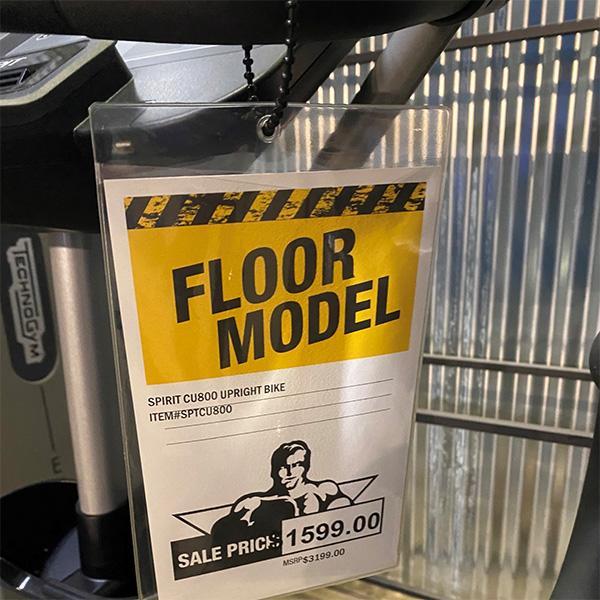 FLOOR
MODEL
SPIRIT CU800 UPRIGHT BIKE
ITEM#SPTCU800
SALE PRICE: 1599.00
MSRP$3199.00
TECHNOGYM